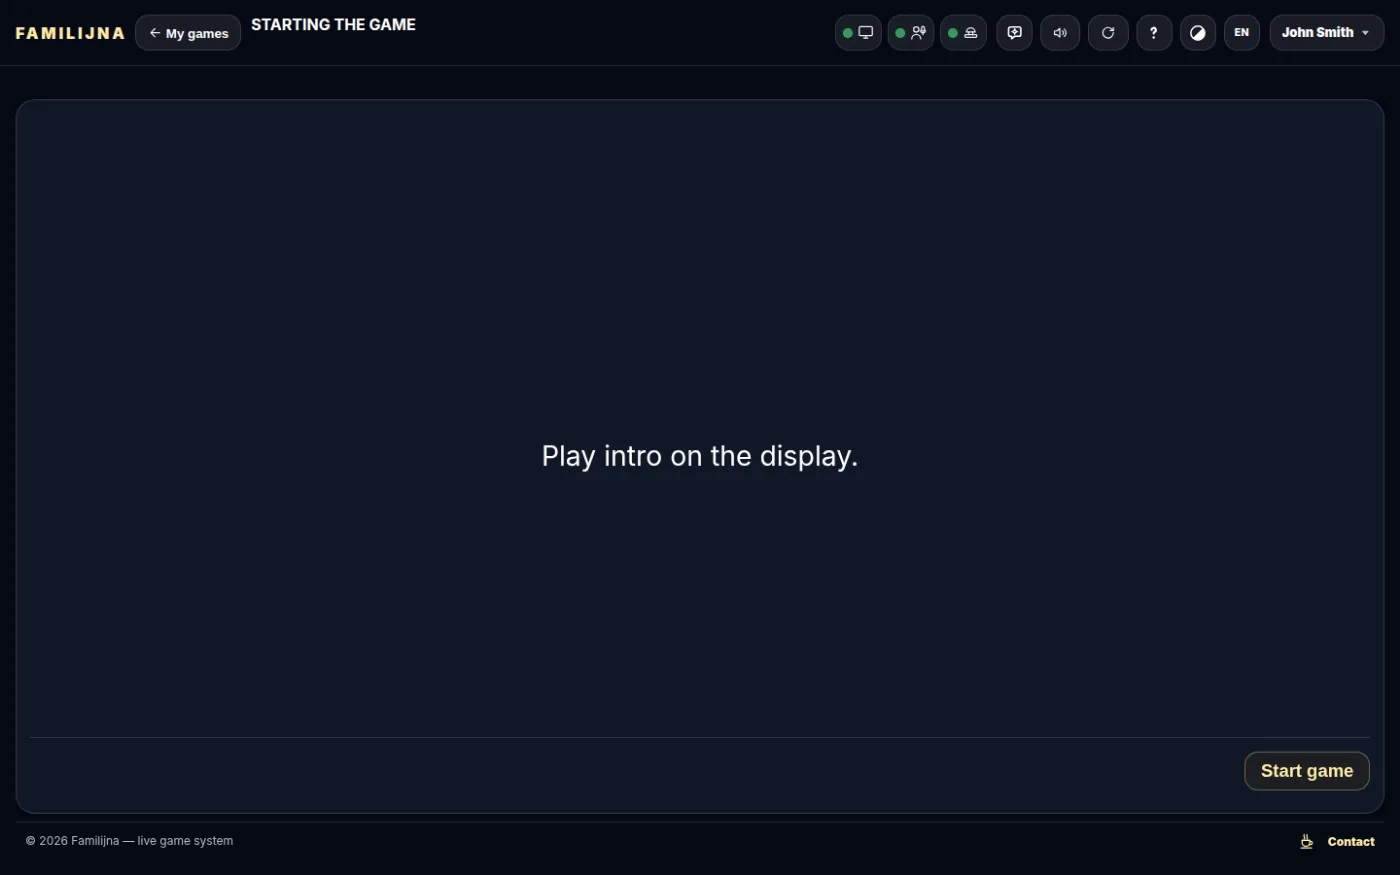 FAMILIJNA
← My games
STARTING THE GAME
?
EN
John Smith
Play intro on the display.
Start game
© 2026 Familijna — live game system
Contact